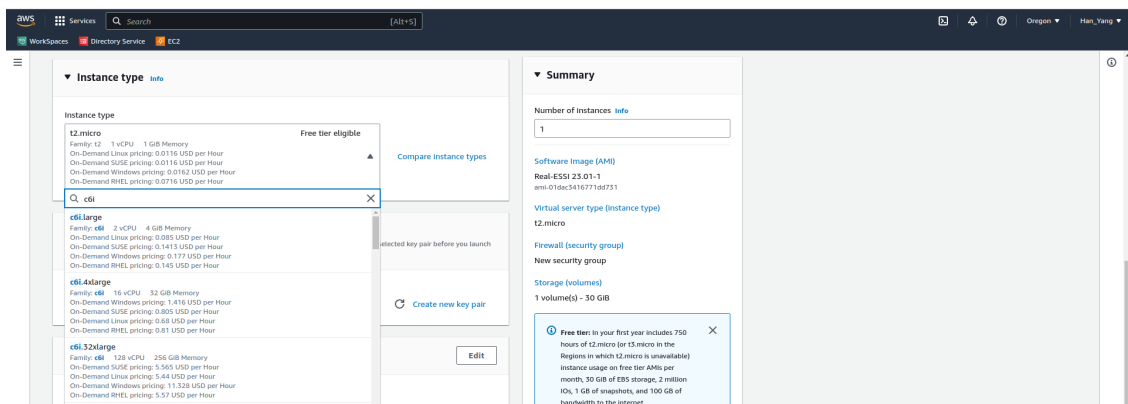 aws
Services
Search
[Alt+S]
Oregon ▼
Han_Yang ▼
WorkSpaces
Directory Service
EC2
▼ Instance type Info
Instance type
t2.micro
Free tier eligible
Family: t2 1 vCPU 1 GiB Memory
On-Demand Linux pricing: 0.0116 USD per Hour
On-Demand SUSE pricing: 0.0116 USD per Hour
On-Demand Windows pricing: 0.0162 USD per Hour
On-Demand RHEL pricing: 0.0716 USD per Hour
Compare instance types
c6i
c6i.large
Family: c6i 2 vCPU 4 GiB Memory
On-Demand Linux pricing: 0.085 USD per Hour
On-Demand SUSE pricing: 0.1413 USD per Hour
On-Demand Windows pricing: 0.177 USD per Hour
On-Demand RHEL pricing: 0.145 USD per Hour
selected key pair before you launch
c6i.4xlarge
Family: c6i 16 vCPU 32 GiB Memory
On-Demand Windows pricing: 1.416 USD per Hour
On-Demand SUSE pricing: 0.805 USD per Hour
On-Demand Linux pricing: 0.68 USD per Hour
On-Demand RHEL pricing: 0.81 USD per Hour
Create new key pair
c6i.32xlarge
Family: c6i 128 vCPU 256 GiB Memory
On-Demand SUSE pricing: 5.565 USD per Hour
On-Demand Linux pricing: 5.44 USD per Hour
On-Demand Windows pricing: 11.328 USD per Hour
On-Demand RHEL pricing: 5.57 USD per Hour
Edit
▼ Summary
Number of instances Info
1
Software Image (AMI)
Real-ESSI 23.01-1
ami-01dac3416771dd731
Virtual server type (instance type)
t2.micro
Firewall (security group)
New security group
Storage (volumes)
1 volume(s) - 30 GiB
Free tier: In your first year includes 750
hours of t2.micro (or t3.micro in the
Regions in which t2.micro is unavailable)
instance usage on free tier AMIs per
month, 30 GiB of EBS storage, 2 million
IOs, 1 GB of snapshots, and 100 GB of
bandwidth to the internet.